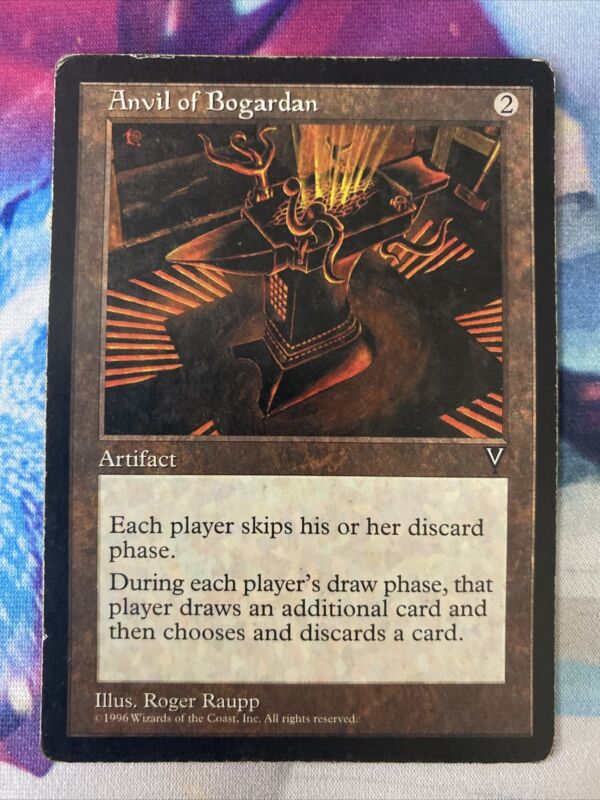 Anvil of Bogardan
2
Artifact
V
Each player skips his or her discard
phase.
During each player's draw phase, that
player draws an additional card and
then chooses and discards a card.
Illus. Roger Raupp
©1996 Wizards of the Coast, Inc. All rights reserved.